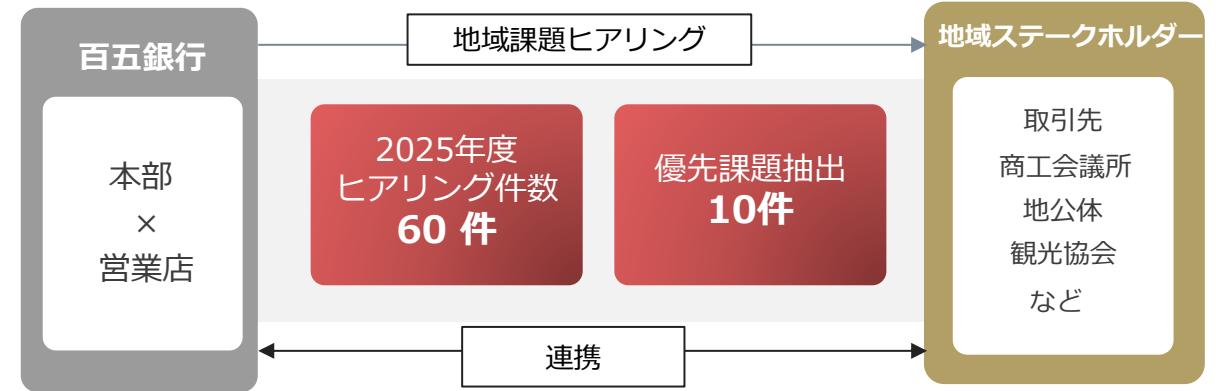 百五銀行
本部
×
営業店
地域課題ヒアリング
2025年度
ヒアリング件数
60 件
優先課題抽出
10件
連携
地域ステークホルダー
取引先
商工会議所
地公体
観光協会
など